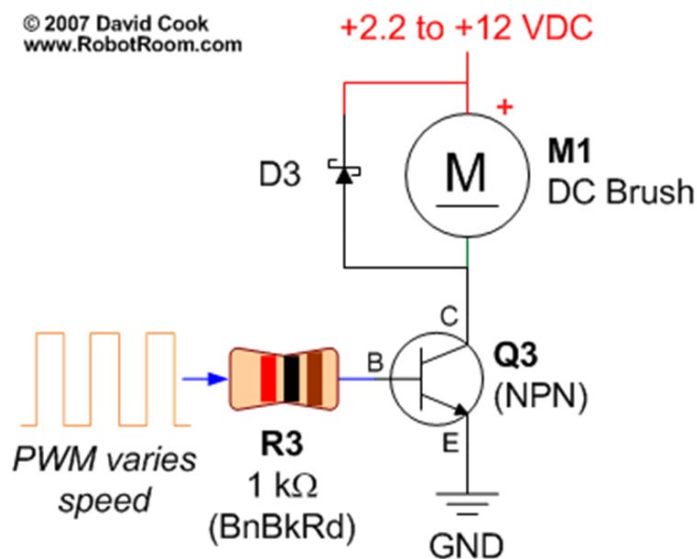 © 2007 David Cook
www.RobotRoom.com
+2.2 to +12 VDC
+
D3
M
M1
DC Brush
C
B
Q3
(NPN)
E
R3
1 kΩ
(BnBkRd)
PWM varies
speed
GND